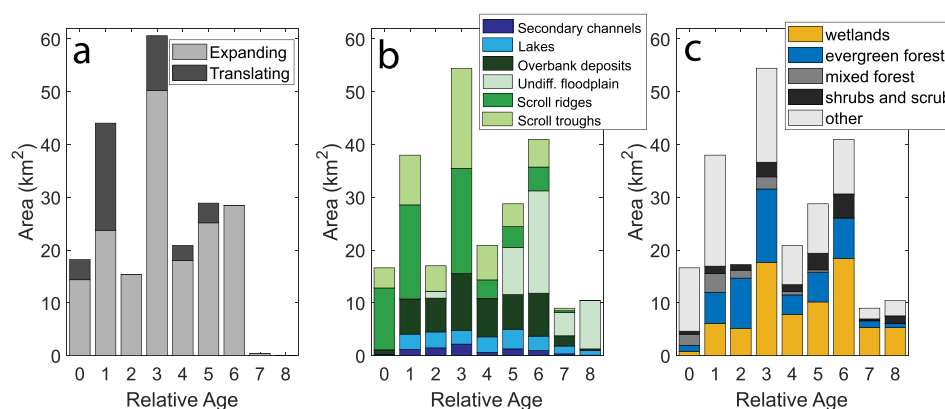 a
Expanding
Translating
60
50
40
30
20
10
0
Area (km²)
0 1 2 3 4 5 6 7 8
Relative Age
b
Secondary channels
Lakes
Overbank deposits
Undiff. floodplain
Scroll ridges
Scroll troughs
60
50
40
30
20
10
0
Area (km²)
0 1 2 3 4 5 6 7 8
Relative Age
c
wetlands
evergreen forest
mixed forest
shrubs and scrub
other
60
50
40
30
20
10
0
Area (km²)
0 1 2 3 4 5 6 7 8
Relative Age